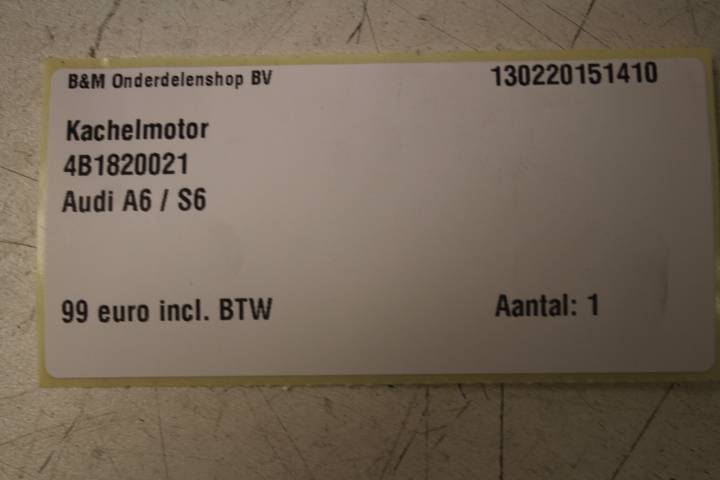 B&M Onderdelenshop BV 130220151410
Kachelmotor
4B1820021
Audi A6 / S6
99 euro incl. BTW Aantal: 1